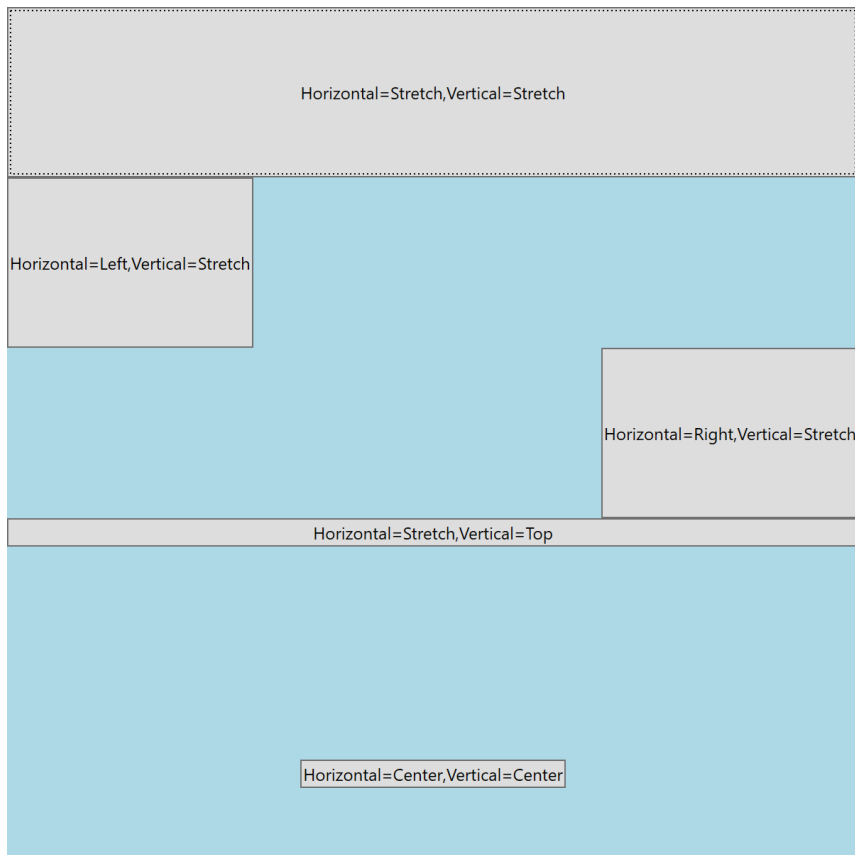 Horizontal=Stretch,Vertical=Stretch
Horizontal=Left,Vertical=Stretch
Horizontal=Right,Vertical=Stretch
Horizontal=Stretch,Vertical=Top
Horizontal=Center,Vertical=Center